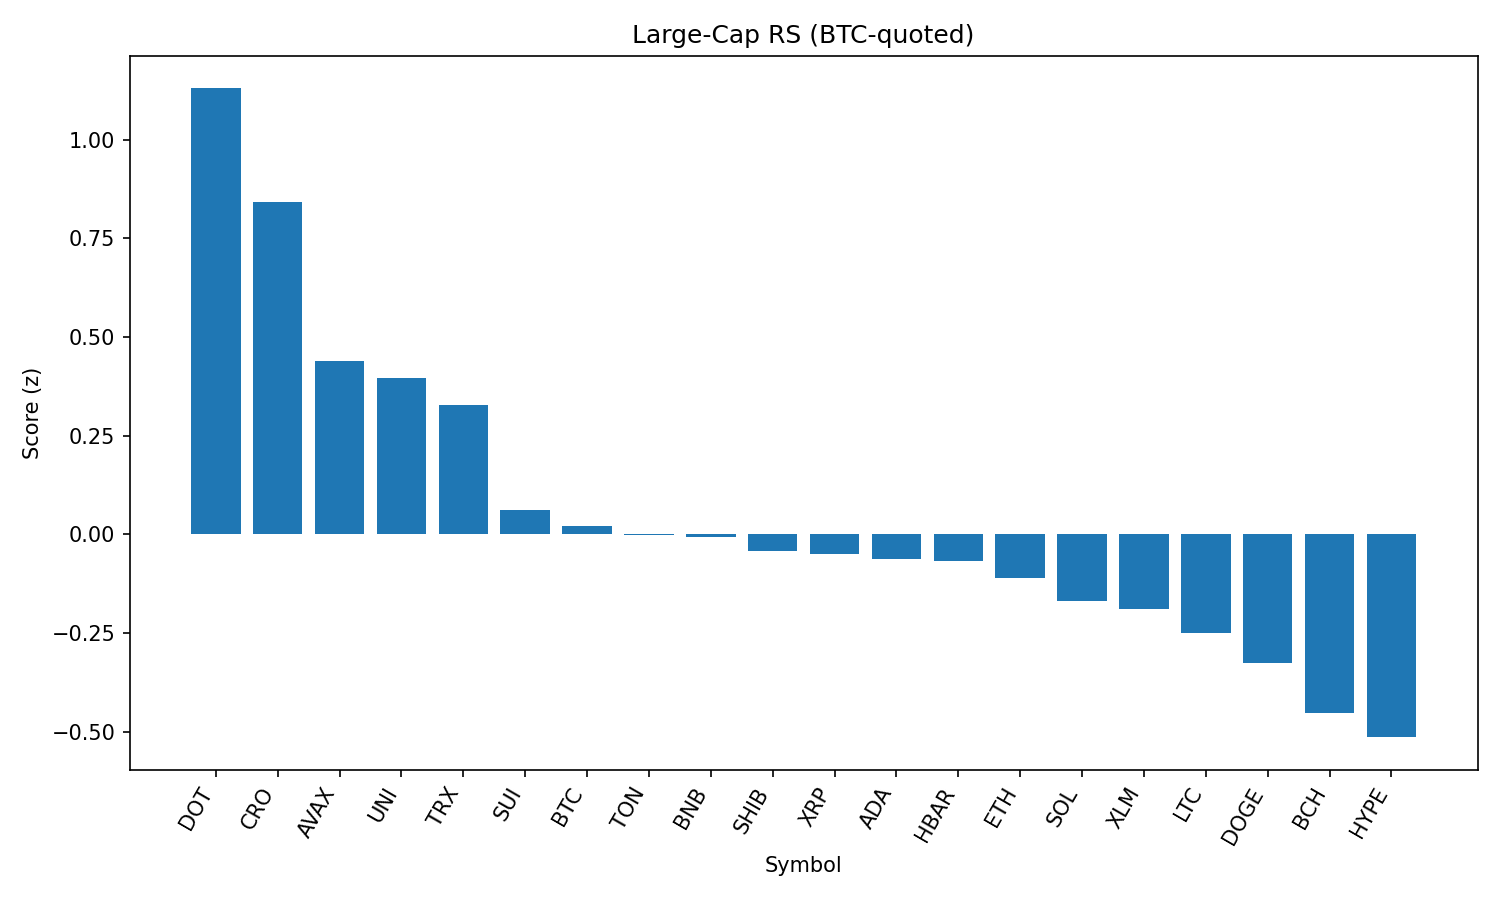 Large-Cap RS (BTC-quoted)
Score (z)
1.00
0.75
0.50
0.25
0.00
−0.25
−0.50
DOT
CRO
AVAX
UNI
TRX
SUI
BTC
TON
BNB
SHIB
XRP
ADA
HBAR
ETH
SOL
XLM
LTC
DOGE
BCH
HYPE
Symbol